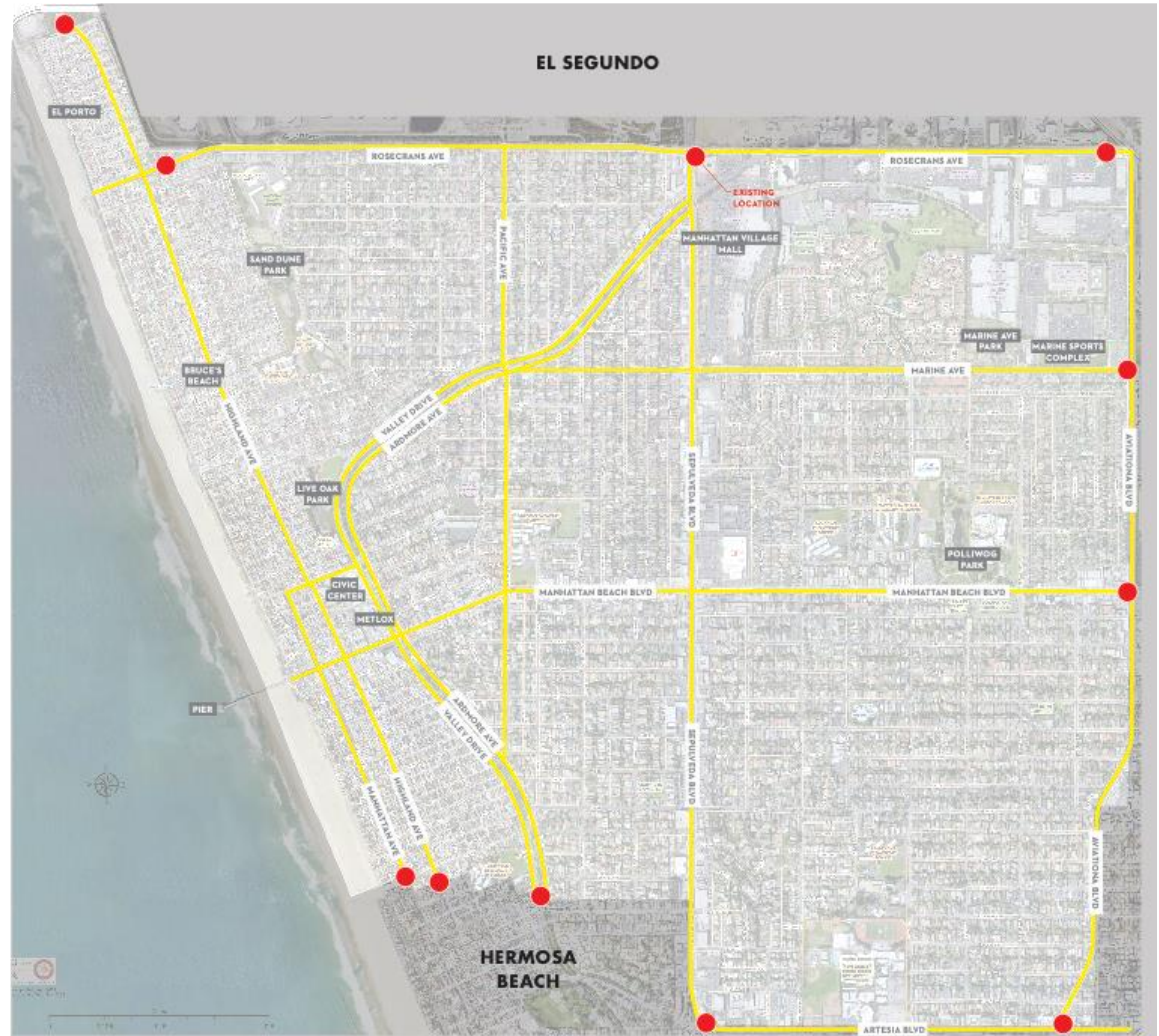 EL SEGUNDO
EL PORTO
ROSECRANS AVE
ROSECRANS AVE
EXISTING
LOCATION
PACIFIC AVE
MANHATTAN VILLAGE
MALL
SAND DUNE
PARK
MARINE AVE
PARK
MARINE SPORTS
COMPLEX
BRUCE'S
BEACH
MARINE AVE
HIGHLAND AVE
VALLEY DRIVE
ARDMORE AVE
AVIATIONA BLVD
SEPULVEDA BLVD
LIVE OAK
PARK
POLLIWOG
PARK
CIVIC
CENTER
MANHATTAN BEACH BLVD
MANHATTAN BEACH BLVD
METLOX
PIER
ARDMORE AVE
VALLEY DRIVE
SEPULVEDA BLVD
MANHATTAN AVE
HIGHLAND AVE
AVIATIONA BLVD
HERMOSA
BEACH
ARTESIA BLVD